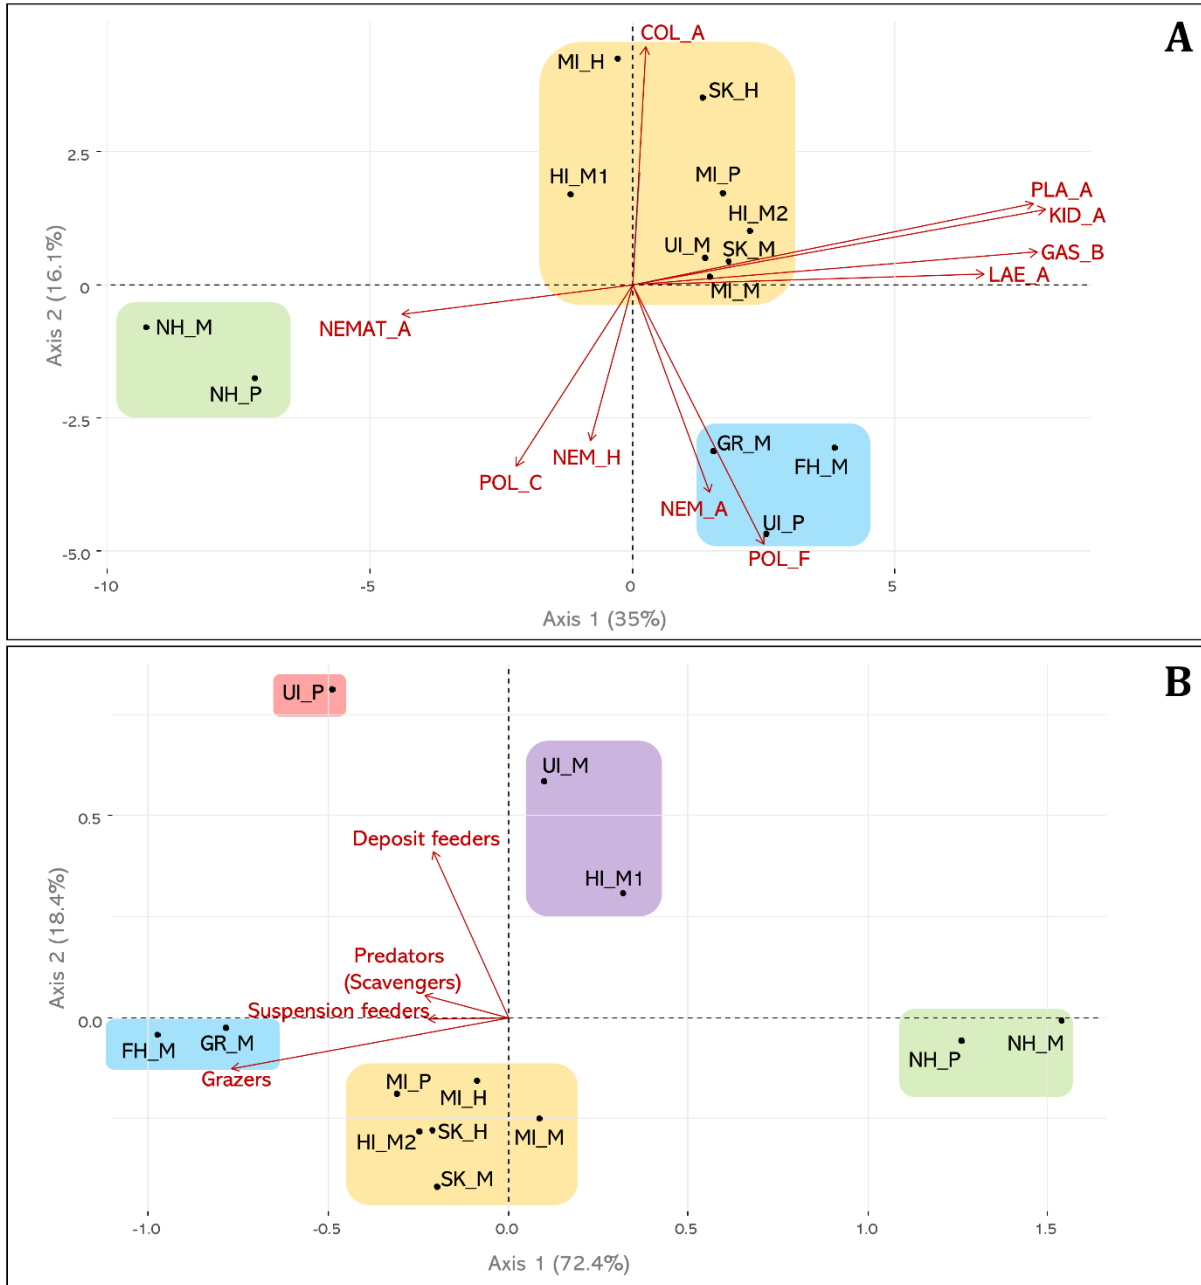 A
COL_A
MI_H
SK_H
2.5
HI_M1
MI_P
PLA_A
KID_A
HI_M2
UI_M
SK_M
GAS_B
LAE_A
MI_M
0
NEMAT_A
NH_M
NH_P
-2.5
GR_M
FH_M
NEM_H
POL_C
NEM_A
UI_P
-5.0
POL_F
-10
-5
0
5
Axis 1 (35%)
Axis 2 (16.1%)
B
UI_P
UI_M
0.5
Deposit feeders
HI_M1
Predators
(Scavengers)
Suspension feeders
0.0
FH_M
GR_M
NH_P
NH_M
Grazers
MI_P
MI_H
HI_M2
SK_H
MI_M
SK_M
-1.0
-0.5
0.0
0.5
1.0
1.5
Axis 1 (72.4%)
Axis 2 (18.4%)